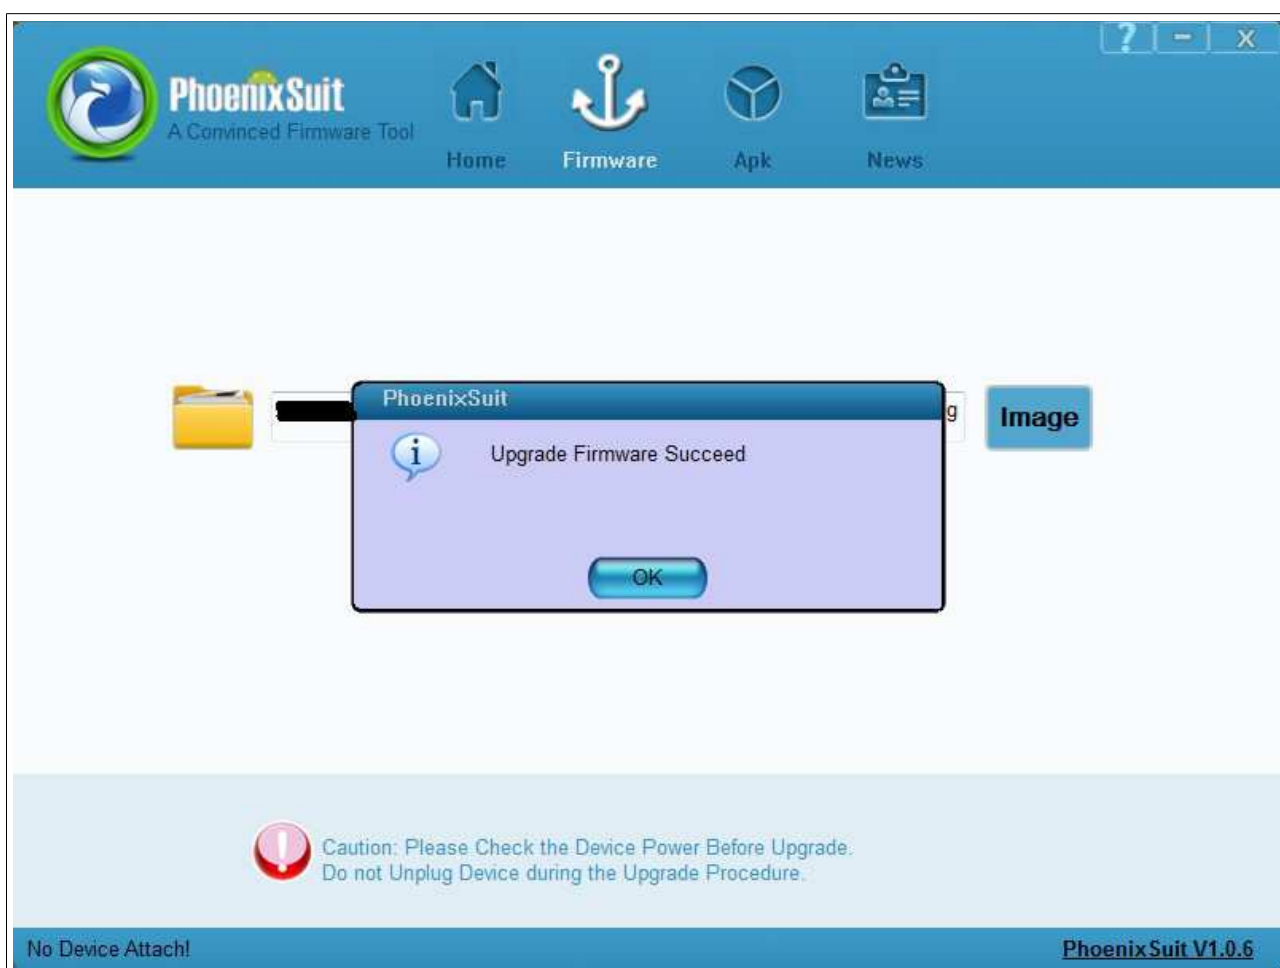 ? - x
PhoenixSuit
A Convinced Firmware Tool
Home Firmware Apk News
PhoenixSuit
g
Image
i
Upgrade Firmware Succeed
OK
Caution: Please Check the Device Power Before Upgrade.
Do not Unplug Device during the Upgrade Procedure.
No Device Attach!
PhoenixSuit V1.0.6